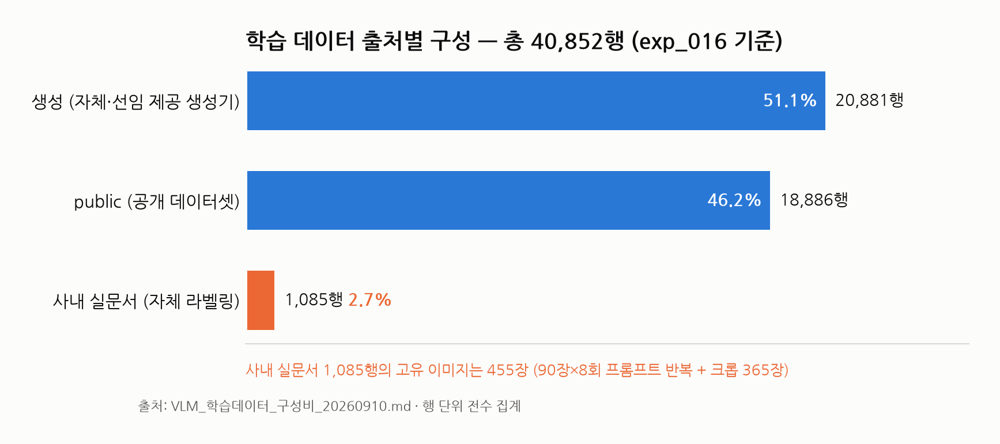 학습 데이터 출처별 구성 — 총 40,852행 (exp_016 기준)
생성 (자체·선임 제공 생성기) 51.1% 20,881행
public (공개 데이터셋) 46.2% 18,886행
사내 실문서 (자체 라벨링) 1,085행 2.7%
사내 실문서 1,085행의 고유 이미지는 455장 (90장×8회 프롬프트 반복 + 크롭 365장)
출처: VLM_학습데이터_구성비_20260910.md · 행 단위 전수 집계